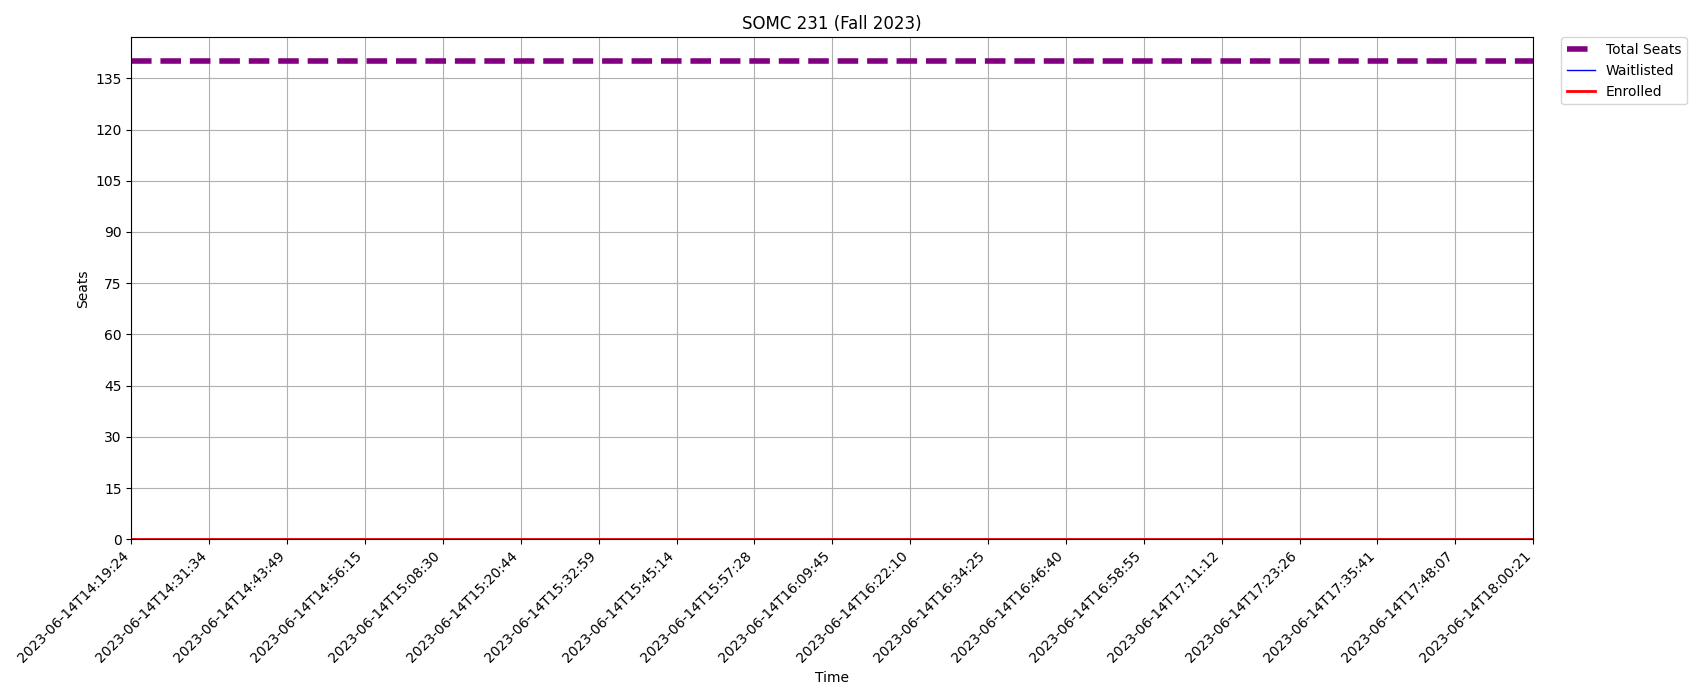 SOMC 231 (Fall 2023)
Total Seats
Waitlisted
Enrolled
Seats
135
120
105
90
75
60
45
30
15
0
2023-06-14T14:19:24
2023-06-14T14:31:34
2023-06-14T14:43:49
2023-06-14T14:56:15
2023-06-14T15:08:30
2023-06-14T15:20:44
2023-06-14T15:32:59
2023-06-14T15:45:14
2023-06-14T15:57:28
2023-06-14T16:09:45
2023-06-14T16:22:10
2023-06-14T16:34:25
2023-06-14T16:46:40
2023-06-14T16:58:55
2023-06-14T17:11:12
2023-06-14T17:23:26
2023-06-14T17:35:41
2023-06-14T17:48:07
2023-06-14T18:00:21
Time